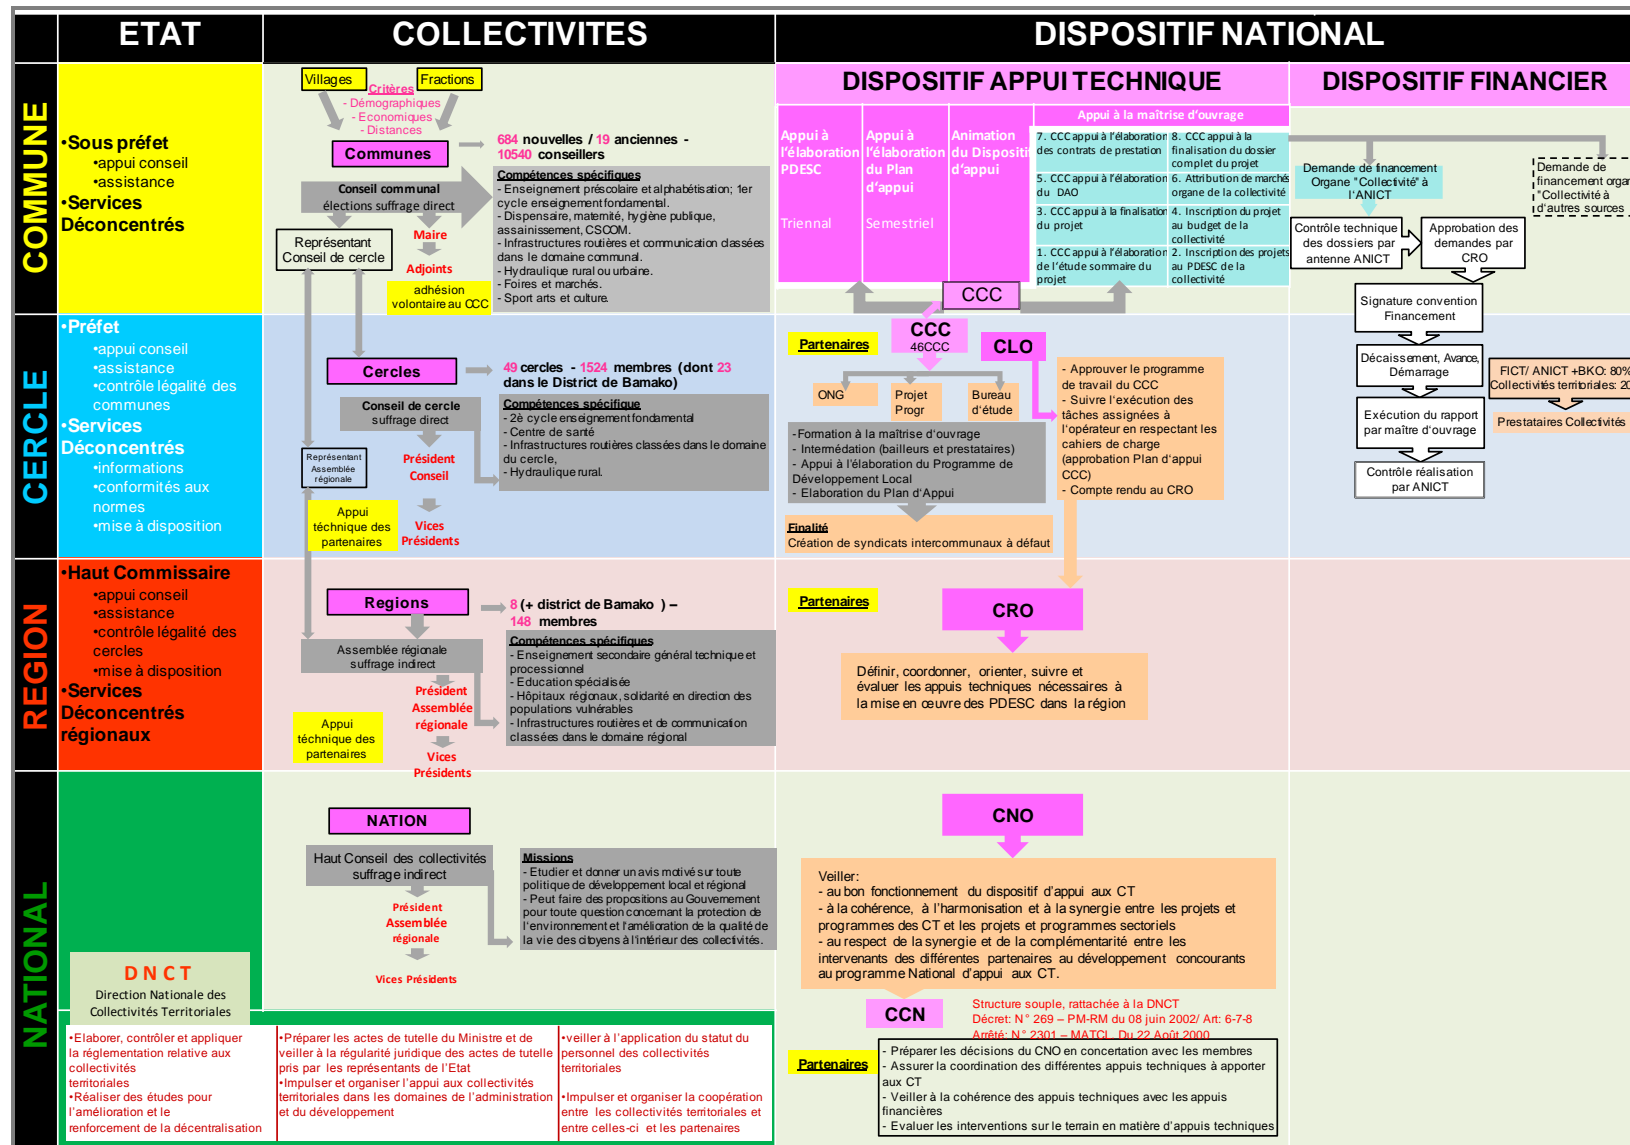 ETAT
COLLECTIVITES
DISPOSITIF NATIONAL
COMMUNE
•Sous préfet
•appui conseil
•assistance
•Services
Déconcentrés
Villages
Fractions
Critères
- Démographiques
- Economiques
- Distances
Communes
684 nouvelles / 19 anciennes -
10540 conseillers
Conseil communal
élections suffrage direct
Représentant
Conseil de cercle
Maire
Adjoints
adhésion
volontaire au CCC
Compétences spécifiques
- Enseignement préscolaire et alphabétisation; 1er
cycle enseignement fondamental.
- Dispensaire, maternité, hygiène publique,
assainissement, CSCOM.
- Infrastructures routières et communication classées
dans le domaine communal.
- Hydraulique rural ou urbaine.
- Foires et marchés.
- Sport arts et culture.
DISPOSITIF APPUI TECHNIQUE
Appui à
l'élaboration
PDESC
Triennal
Appui à
l'élaboration
du Plan
d'appui
Semestriel
Animation
du Dispositi
d'appui
Appui à la maîtrise d'ouvrage
7. CCC appui à l'élaboration
des contrats de prestation
8. CCC appui à la
finalisation du dossier
complet du projet
5. CCC appui à l'élaboration
du DAO
6. Attribution de marchés
organe de la collectivité
3. CCC appui à la finalisation
du projet
4. Inscription du projet
au budget de la
collectivité
1. CCC appui à l'élaboration
de l'étude sommaire du
projet
2. Inscription des projets
au PDESC de la
collectivité
CCC
DISPOSITIF FINANCIER
Demande de financement
Organe "Collectivité" à
l'ANICT
Demande de
financement organ
"Collectivité à
d'autres sources
Contrôle technique
des dossiers par
antenne ANICT
Approbation des
demandes par
CRO
Signature convention
Financement
Décaissement, Avance,
Démarrage
Exécution du rapport
par maître d'ouvrage
Contrôle réalisation
par ANICT
FICT/ ANICT +BKO: 80%
Collectivités territoriales: 20
Prestataires Collectivités
CERCLE
•Préfet
•appui conseil
•assistance
•contrôle légalité des
communes
•Services
Déconcentrés
•informations
•conformités aux
normes
•mise à disposition
Cercles
49 cercles - 1524 membres (dont 23
dans le District de Bamako)
Conseil de cercle
suffrage direct
Représentant
Assemblée
régionale
Président
Conseil
Vices
Présidents
Appui
téchnique des
partenaires
Compétences spécifique
- 2è cycle enseignement fondamental
- Centre de santé
- Infrastructures routières classées dans le domaine
du cercle,
- Hydraulique rural.
Partenaires
CCC
46CCC
CLO
ONG
Projet
Progr
Bureau
d'étude
-Formation à la maîtrise d'ouvrage
- Intermédation (bailleurs et prestataires)
- Appui à l'élaboration du Programme de
Développement Local
- Elaboration du Plan d'Appui
Finalité
Création de syndicats intercommunaux à défaut
- Approuver le programme
de travail du CCC
- Suivre l'exécution des
tâches assignées à
l'opérateur en respectant les
cahiers de charge
(approbation Plan d'appui
CCC)
- Compte rendu au CRO
REGION
•Haut Commissaire
•appui conseil
•assistance
•contrôle légalité des
cercles
•mise à disposition
•Services
Déconcentrés
régionaux
Regions
8 (+ district de Bamako ) –
148 membres
Assemblée régionale
suffrage indirect
Président
Assemblée
régionale
Vices
Présidents
Appui
téchnique des
partenaires
Compétences spécifiques
- Enseignement secondaire général technique et
processionnel
- Education spécialisée
- Hôpitaux régionaux, solidarité en direction des
populations vulnérables
- Infrastructures routières et de communication
classées dans le domaine régional
Partenaires
CRO
Définir, coordonner, orienter, suivre et
évaluer les appuis techniques nécessaires à
la mise en œuvre des PDESC dans la région
NATIONAL
NATION
Haut Conseil des collectivités
suffrage indirect
Président
Assemblée
régionale
Vices Présidents
Missions
- Etudier et donner un avis motivé sur toute
politique de développement local et régional
- Peut faire des propositions au Gouvernement
pour toute question concernant la protection de
l'environnement et l'amélioration de la qualité de
la vie des citoyens à l'intérieur des collectivités.
CNO
Veiller:
- au bon fonctionnement du dispositif d'appui aux CT
- à la cohérence, à l'harmonisation et à la synergie entre les projets et
programmes des CT et les projets et programmes sectoriels
- au respect de la synergie et de la complémentarité entre les
intervenants des différentes partenaires au développement concourants
au programme National d'appui aux CT.
CCN
Structure souple, rattachée à la DNCT
Décret: N° 269 – PM-RM du 08 juin 2002/ Art: 6-7-8
Arrêté: N° 2301 – MATCL, Du 22 Août 2000
Partenaires
- Préparer les décisions du CNO en concertation avec les membres
- Assurer la coordination des différentes appuis techniques à apporter
aux CT
- Veiller à la cohérence des appuis techniques avec les appuis
financières
- Evaluer les interventions sur le terrain en matière d'appuis techniques
D N C T
Direction Nationale des
Collectivités Territoriales
•Elaborer, contrôler et appliquer
la réglementation relative aux
collectivités
territoriales
•Réaliser des études pour
l'amélioration et le
renforcement de la décentralisation
•Préparer les actes de tutelle du Ministre et de
veiller à la régularité juridique des actes de tutelle
pris par les représentants de l'Etat
•Impulser et organiser l'appui aux collectivités
territoriales dans les domaines de l'administration
et du développement
•veiller à l'application du statut du
personnel des collectivités
territoriales
•Impulser et organiser la coopération
entre les collectivités territoriales et
entre celles-ci et les partenaires